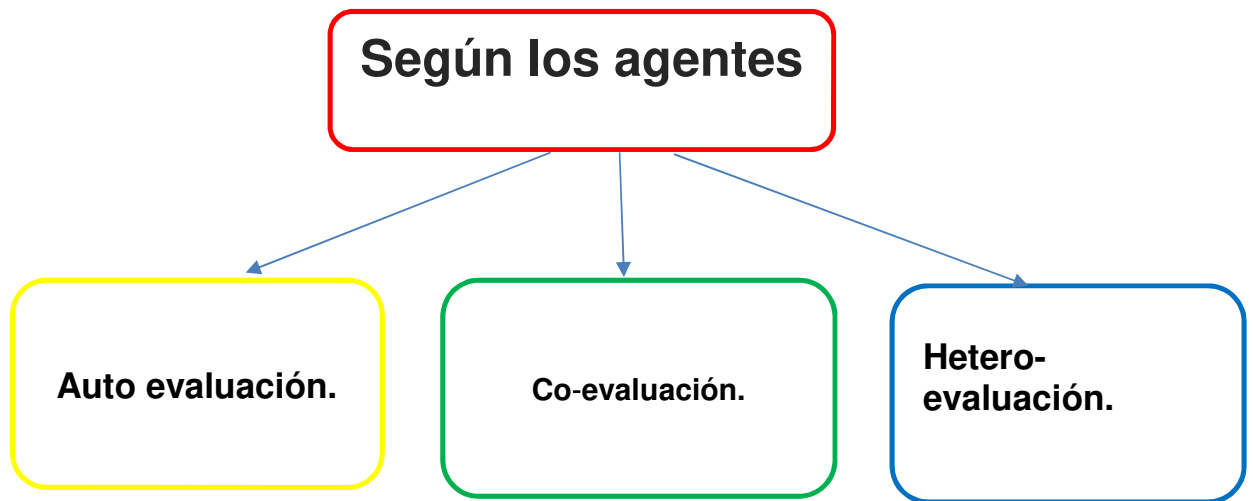 Según los agentes
Auto evaluación.
Co-evaluación.
Hetero-
evaluación.